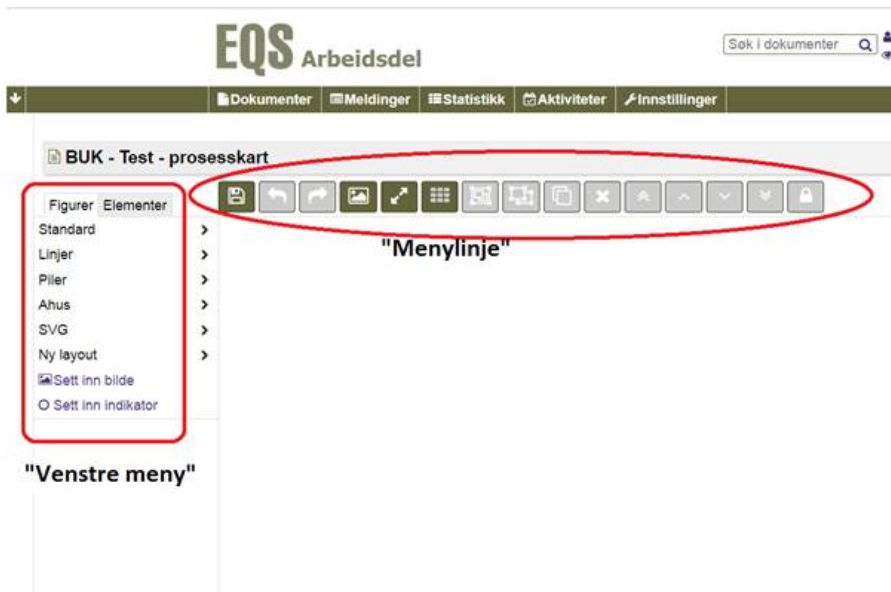 EQS Arbeidsdel
Søk i dokumenter
Dokumenter Meldinger Statistikk Aktiviteter Innstillinger
BUK - Test - prosesskart
Figurer Elementer
Standard
Linjer
Piler
Ahus
SVG
Ny layout
Sett inn bilde
Sett inn indikator
"Menylinje"
"Venstre meny"